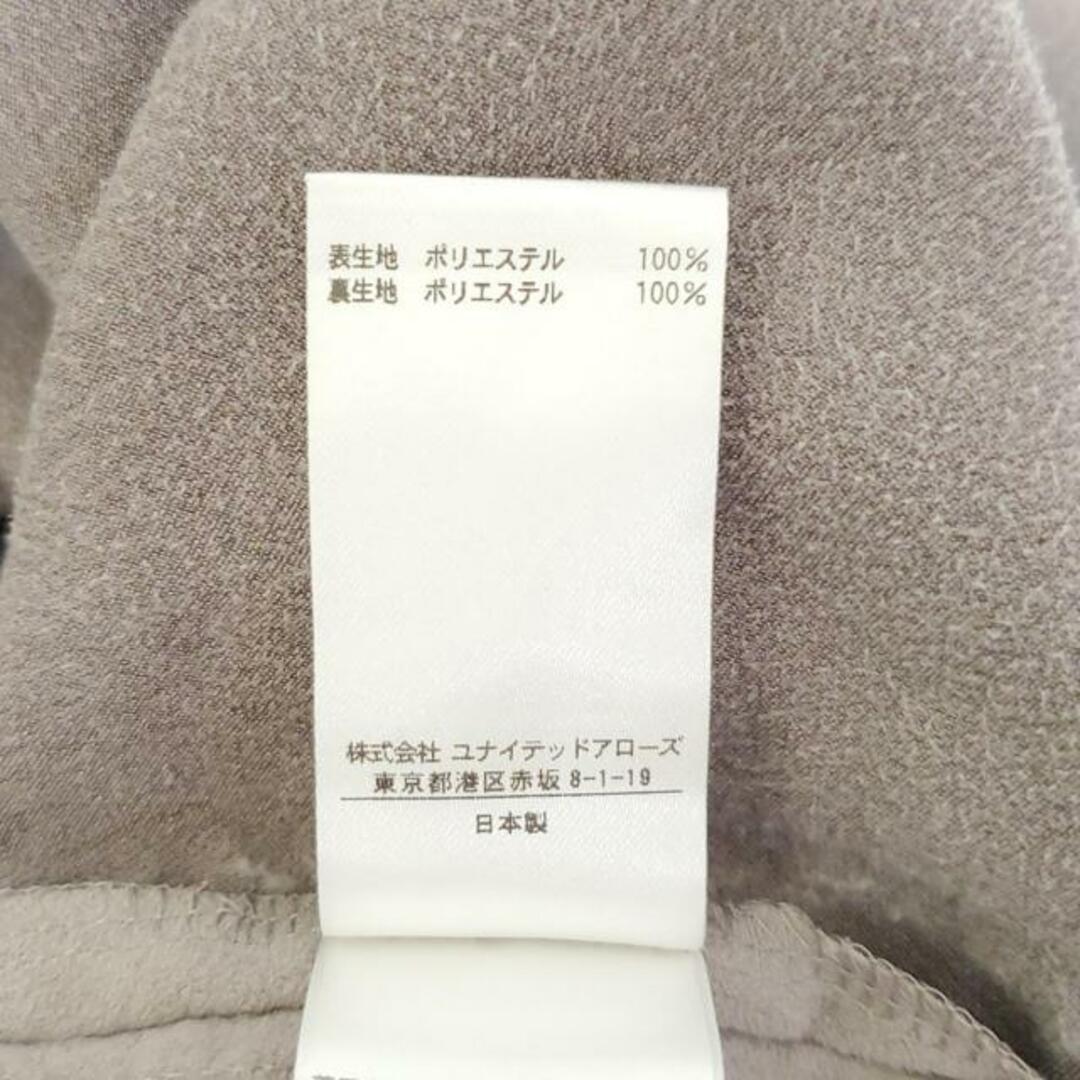 表生地 ポリエステル 100%
裏生地 ポリエステル 100%
株式会社 ユナイテッドアローズ
東京都港区赤坂 8-1-19
日本製